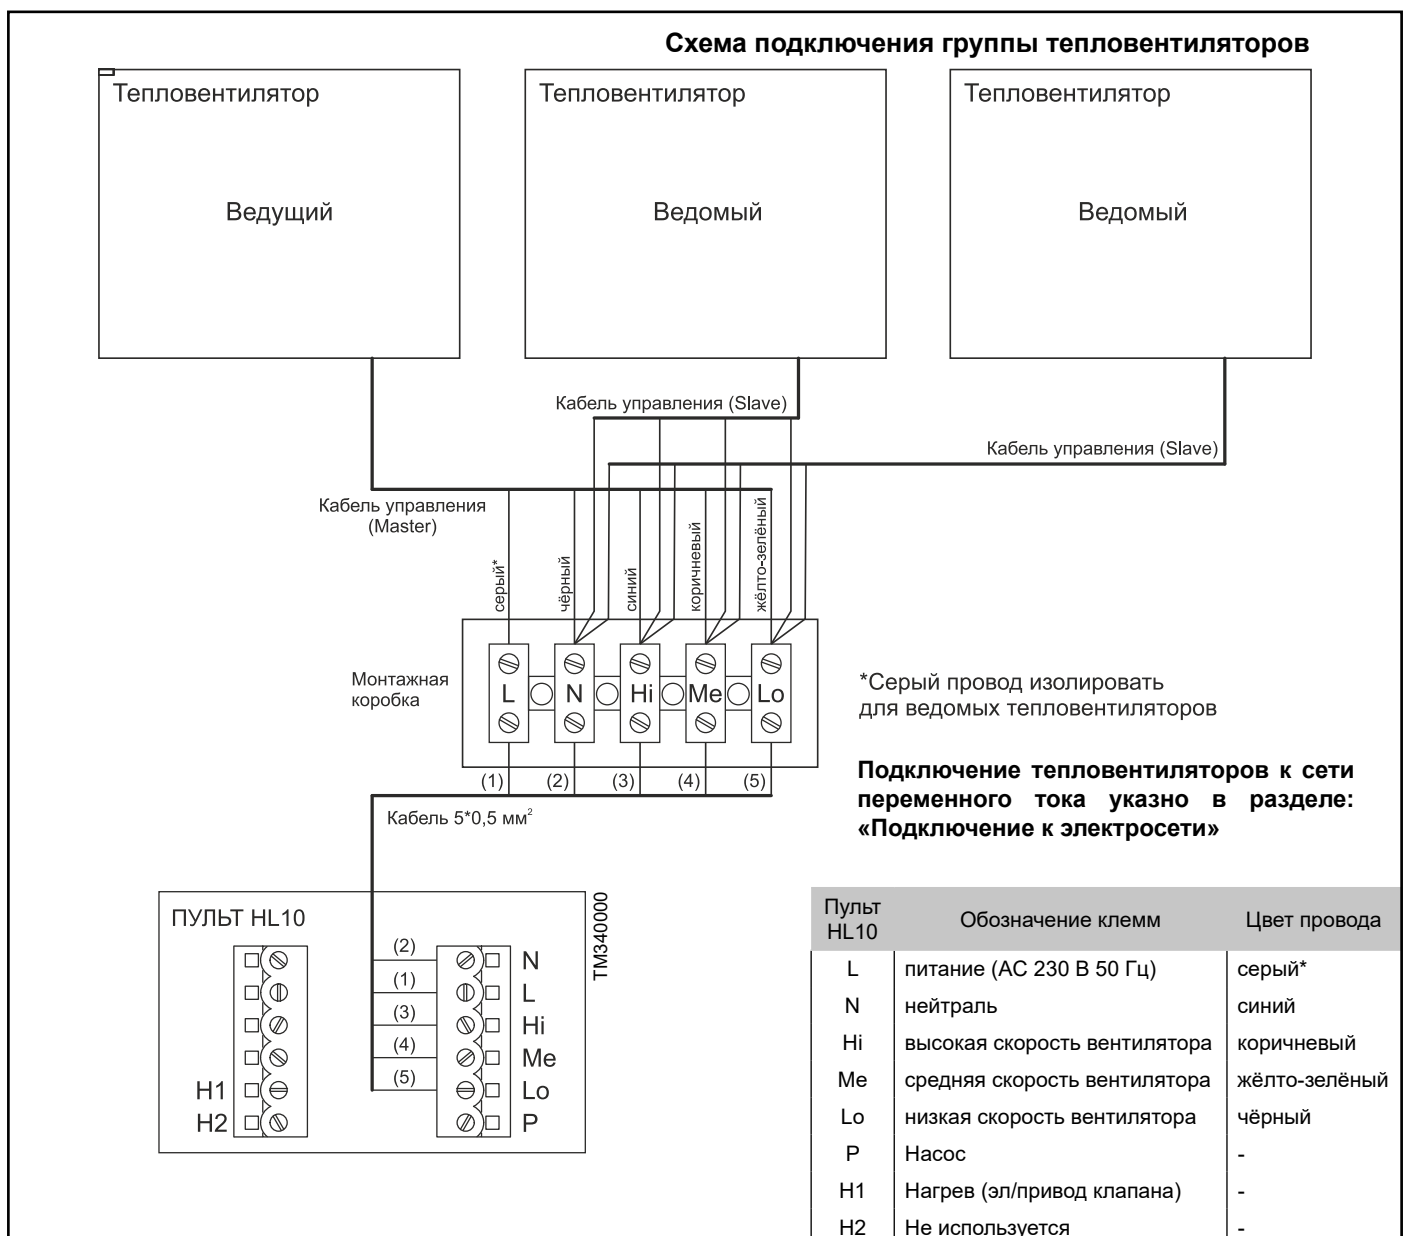 Схема подключения группы тепловентиляторов
Тепловентилятор
Ведущий
Тепловентилятор
Ведомый
Тепловентилятор
Ведомый
Кабель управления (Slave)
Кабель управления (Slave)
Кабель управления
(Master)
серый*
чёрный
синий
коричневый
жёлто-зелёный
Монтажная
коробка
L N Hi Me Lo
(1) (2) (3) (4) (5)
Кабель 5*0,5 мм²
*Серый провод изолировать
для ведомых тепловентиляторов
Подключение тепловентиляторов к сети
переменного тока указно в разделе:
«Подключение к электросети»
ПУЛЬТ HL10
H1
H2
(2) N
(1) L
(3) Hi
(4) Me
(5) Lo
P
TM340000
Пульт
HL10 Обозначение клемм Цвет провода
L питание (АС 230 В 50 Гц) серый*
N нейтраль синий
Hi высокая скорость вентилятора коричневый
Me средняя скорость вентилятора жёлто-зелёный
Lo низкая скорость вентилятора чёрный
P Насос -
H1 Нагрев (эл/привод клапана) -
H2 Не используется -